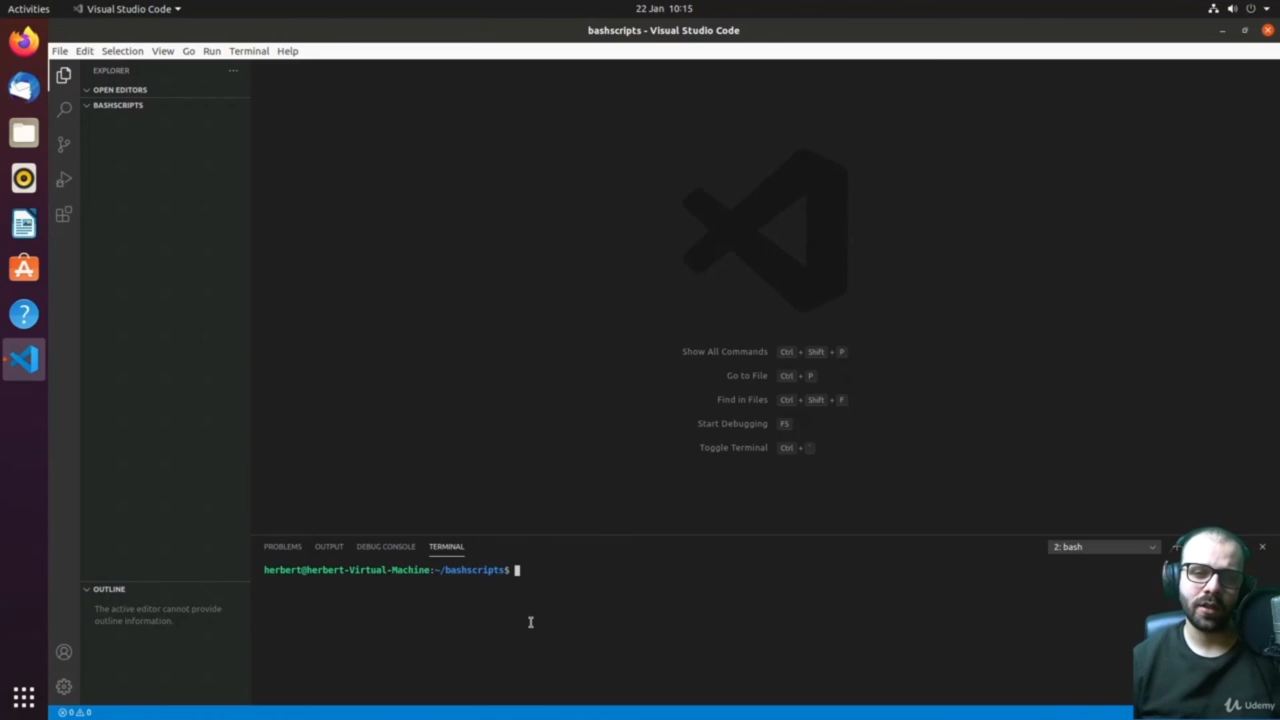 Activities
Visual Studio Code
22 Jan 10:15
bashscripts - Visual Studio Code
File Edit Selection View Go Run Terminal Help
EXPLORER
OPEN EDITORS
BASHSCRIPTS
Show All Commands Ctrl + Shift + P
Go to File Ctrl + P
Find in Files Ctrl + Shift + F
Start Debugging F5
Toggle Terminal Ctrl + `
PROBLEMS OUTPUT DEBUG CONSOLE TERMINAL
2: bash
herbert@herbert-Virtual-Machine:~/bashscripts$
OUTLINE
The active editor cannot provide
outline information.
0 0
Udemy